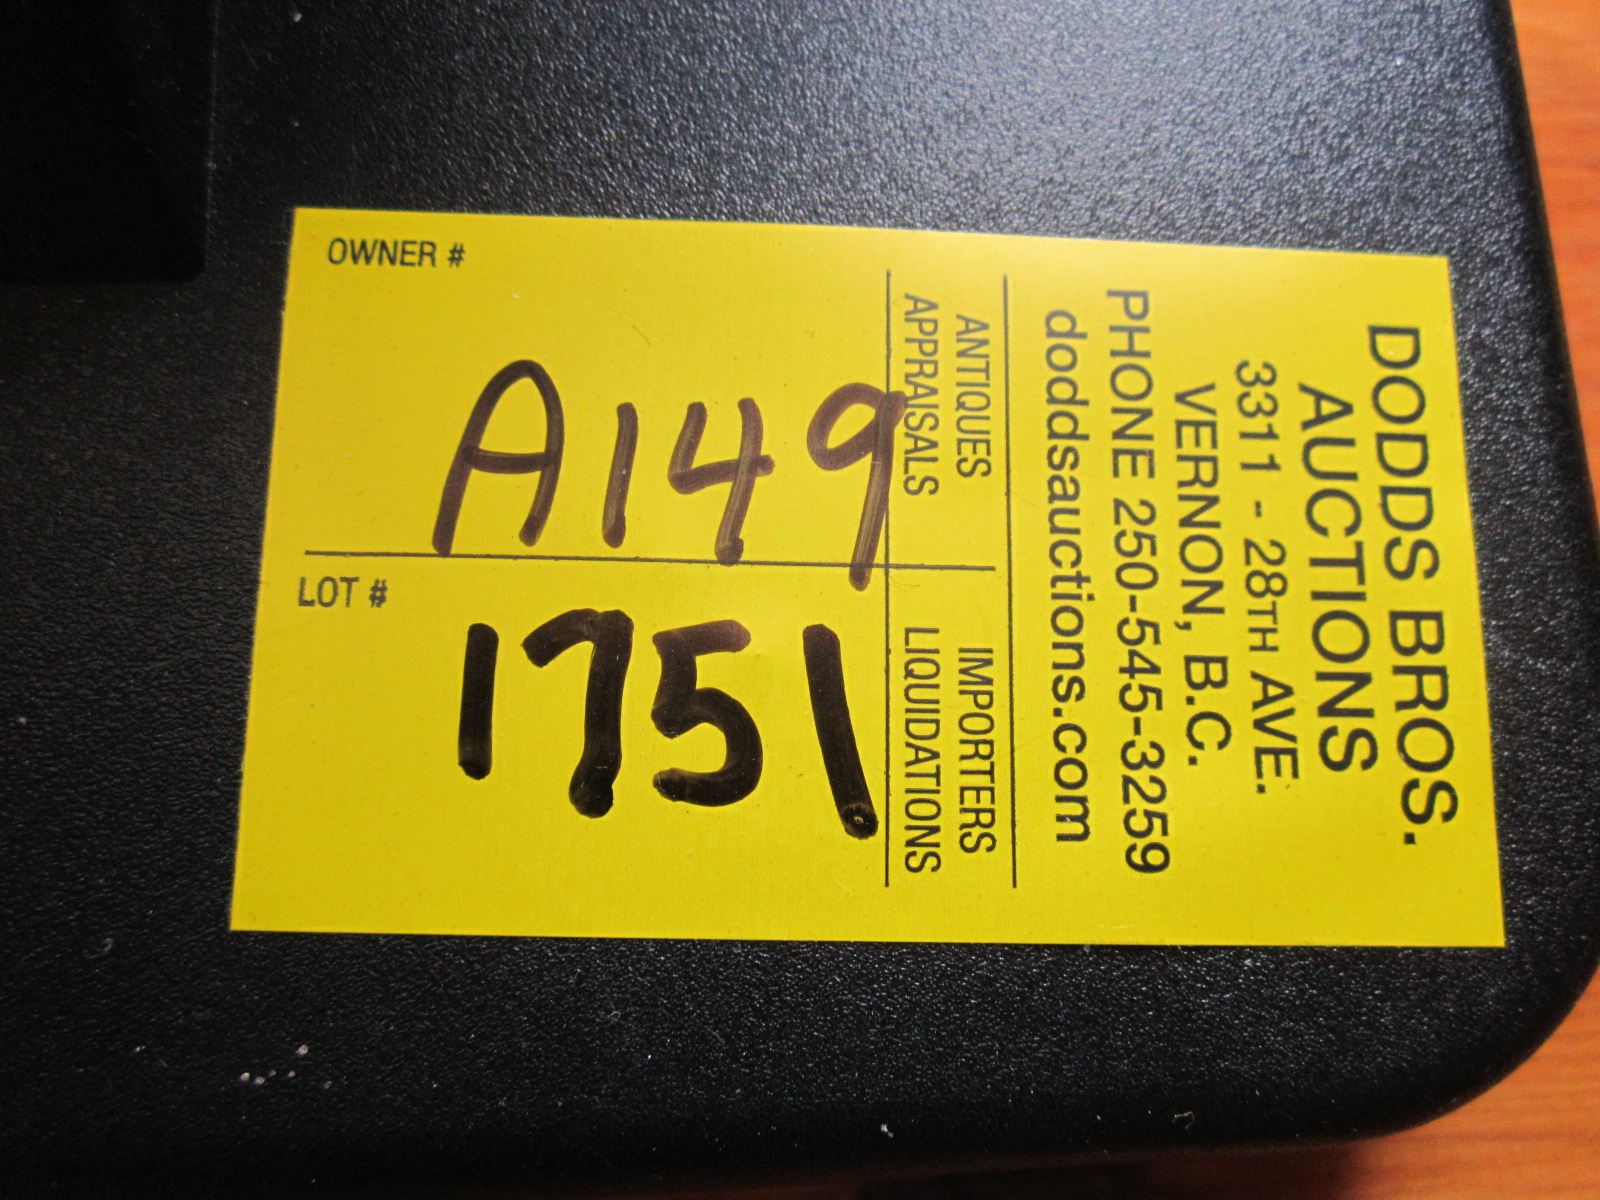 OWNER #
A149
LOT #
1751
DODDS BROS.
AUCTIONS
3311 - 28TH AVE.
VERNON, B.C.
PHONE 250-545-3259
doddsauctions.com
ANTIQUES IMPORTERS
APPRAISALS LIQUIDATIONS